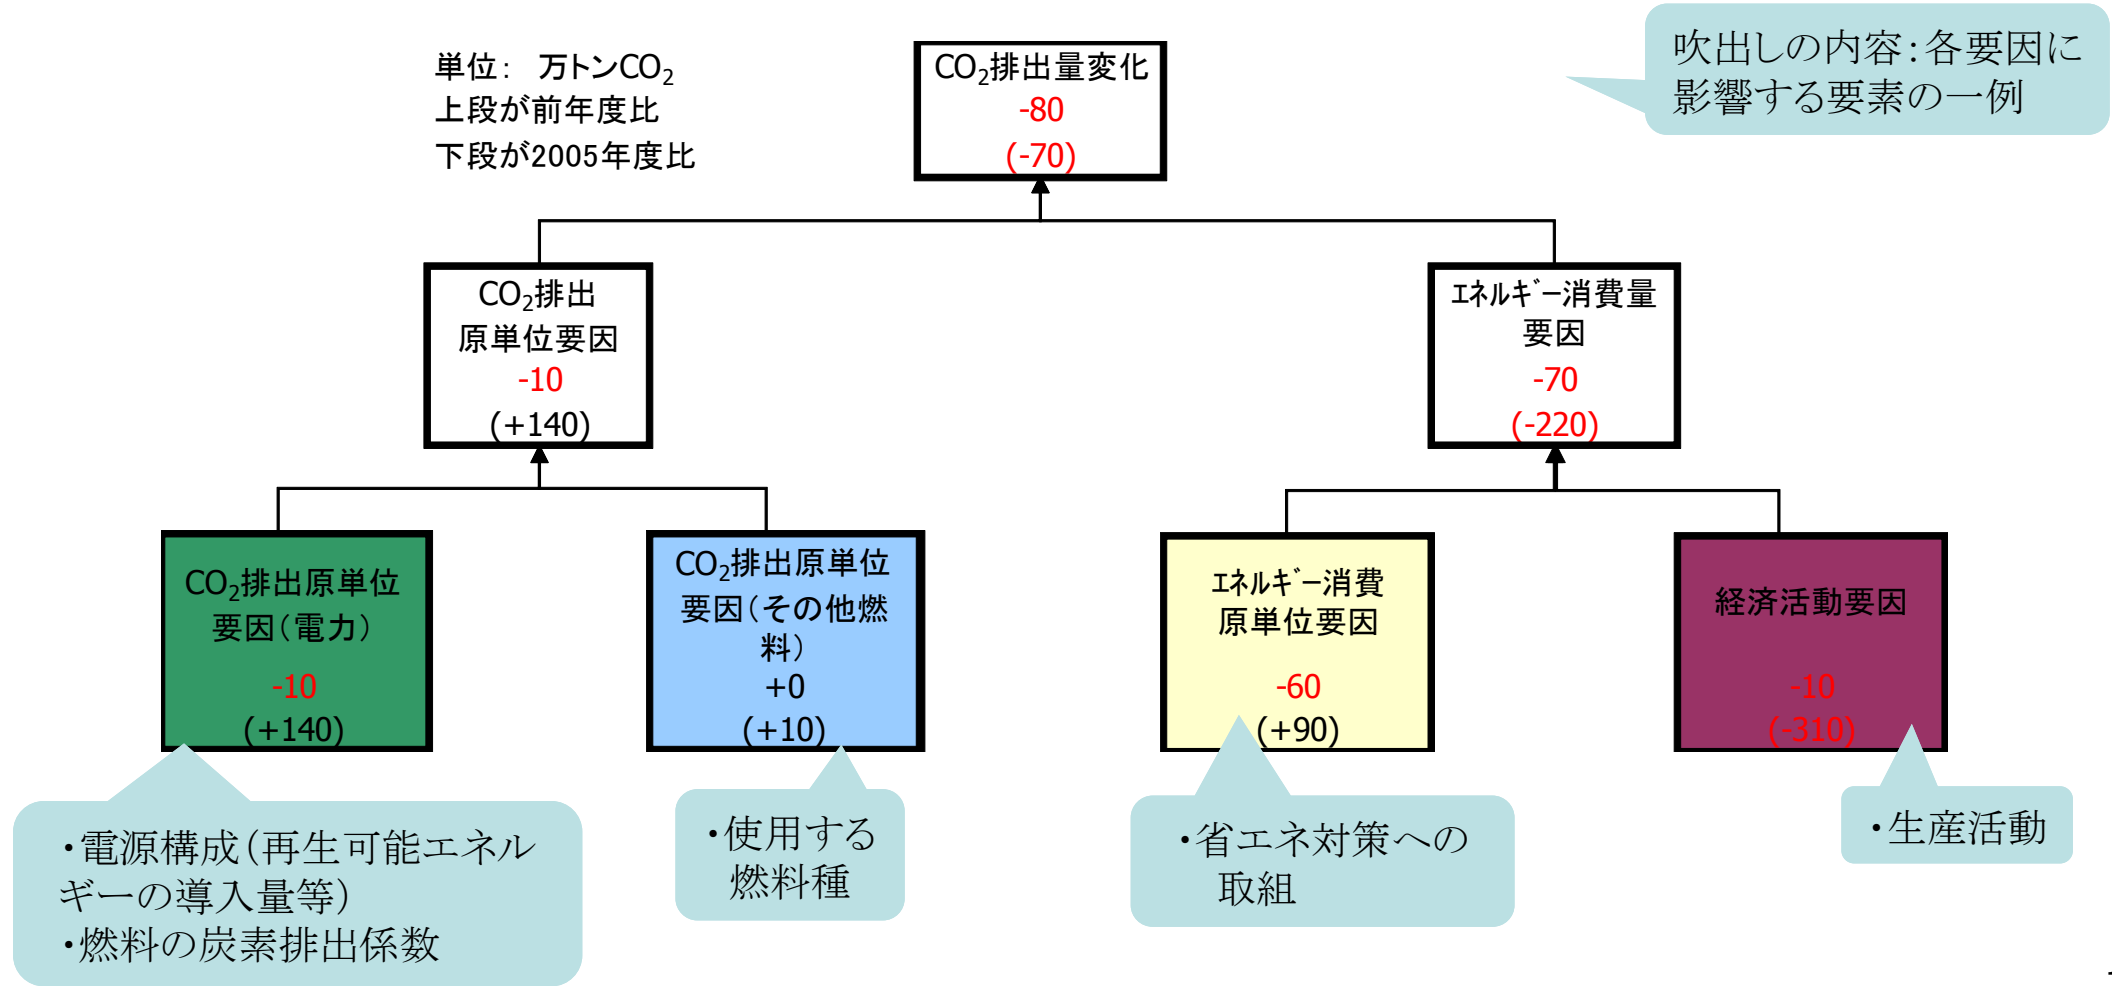 単位： 万トンCO₂
上段が前年度比
下段が2005年度比
CO₂排出量変化
-80
(-70)
吹出しの内容：各要因に
影響する要素の一例
CO₂排出
原単位要因
-10
(+140)
ｴﾈﾙｷﾞｰ消費量
要因
-70
(-220)
CO₂排出原単位
要因（電力）
-10
(+140)
CO₂排出原単位
要因（その他燃
料）
+0
(+10)
ｴﾈﾙｷﾞｰ消費
原単位要因
-60
(+90)
経済活動要因
-10
(-310)
・電源構成（再生可能エネル
ギーの導入量等）
・燃料の炭素排出係数
・使用する
燃料種
・省エネ対策への
取組
・生産活動